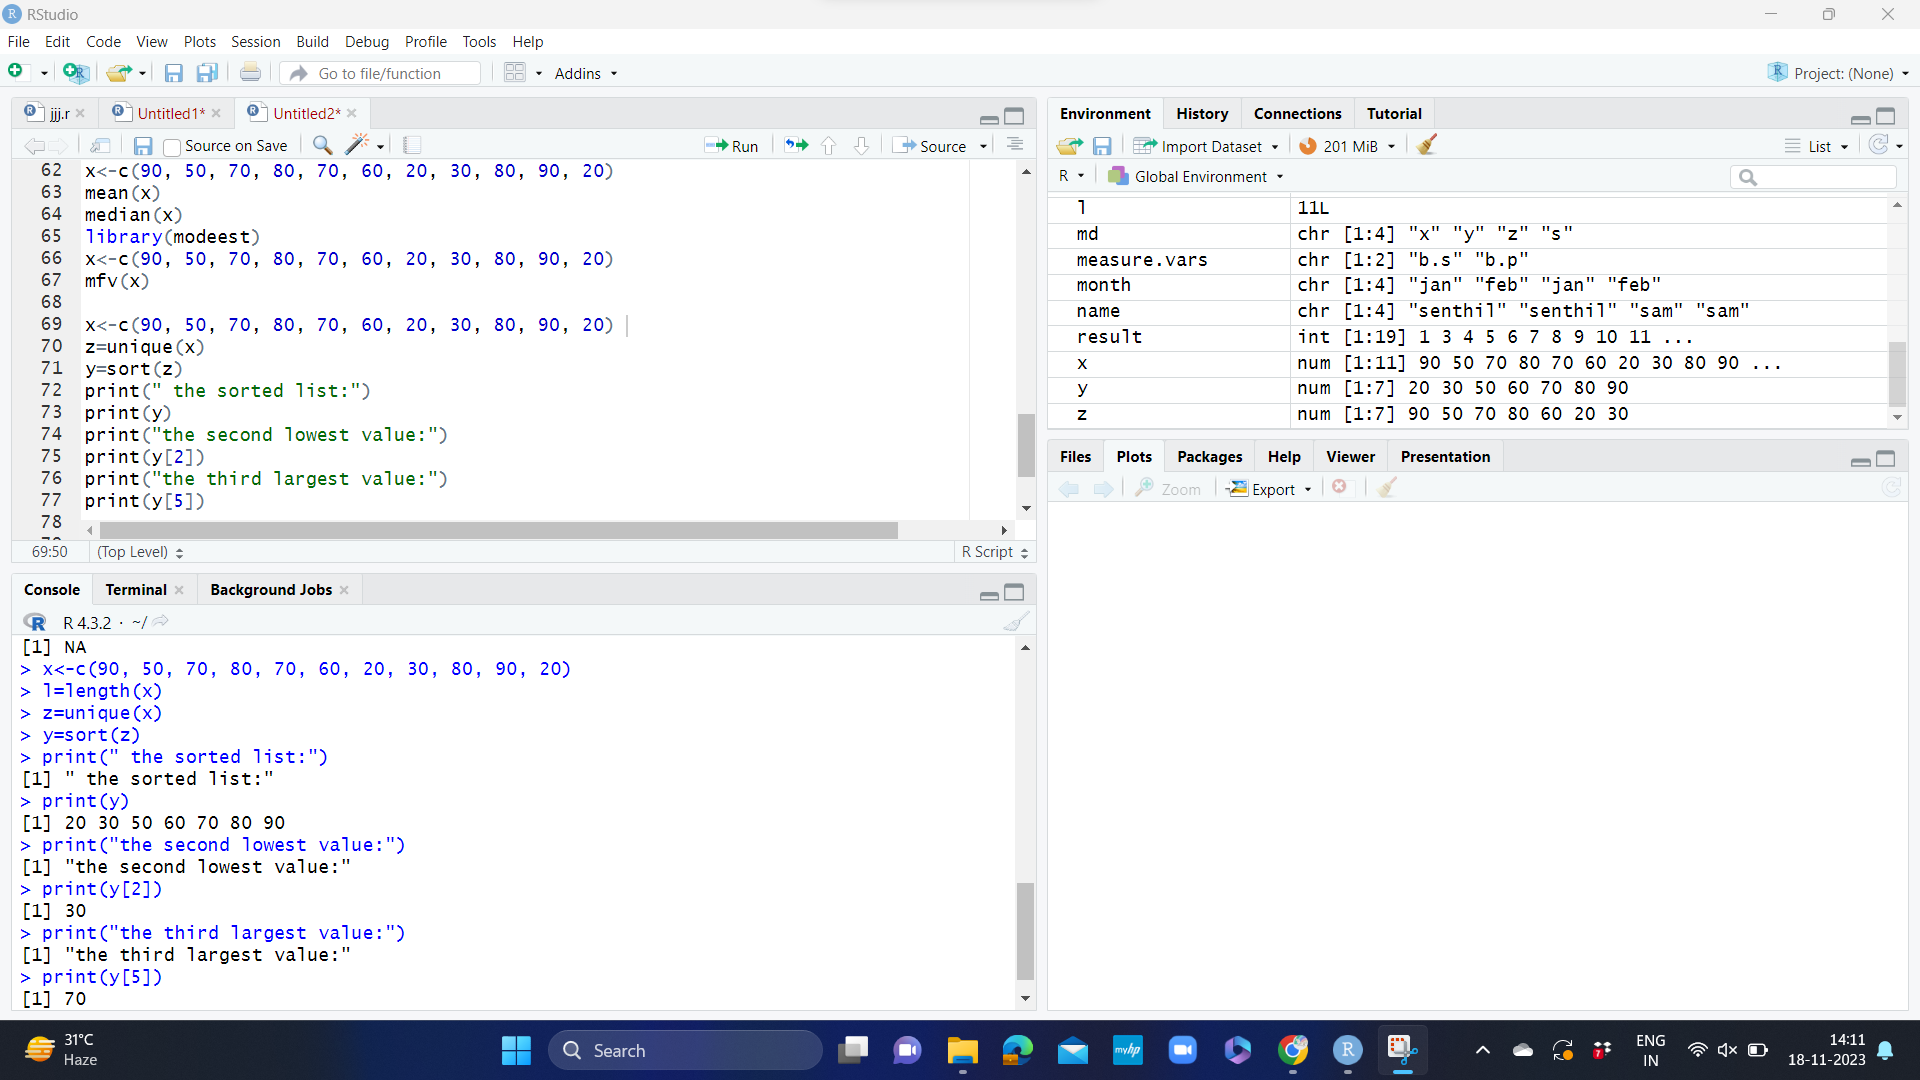 RStudio
File Edit Code View Plots Session Build Debug Profile Tools Help
Go to file/function Addins Project: (None)
jjj.r Untitled1* Untitled2*
Source on Save Run Source
62 x<-c(90, 50, 70, 80, 70, 60, 20, 30, 80, 90, 20)
63 mean(x)
64 median(x)
65 library(modeest)
66 x<-c(90, 50, 70, 80, 70, 60, 20, 30, 80, 90, 20)
67 mfv(x)
68
69 x<-c(90, 50, 70, 80, 70, 60, 20, 30, 80, 90, 20)
70 z=unique(x)
71 y=sort(z)
72 print(" the sorted list:")
73 print(y)
74 print("the second lowest value:")
75 print(y[2])
76 print("the third largest value:")
77 print(y[5])
78
69:50 (Top Level) R Script
Console Terminal Background Jobs
R R 4.3.2 · ~/
[1] NA
> x<-c(90, 50, 70, 80, 70, 60, 20, 30, 80, 90, 20)
> l=length(x)
> z=unique(x)
> y=sort(z)
> print(" the sorted list:")
[1] " the sorted list:"
> print(y)
[1] 20 30 50 60 70 80 90
> print("the second lowest value:")
[1] "the second lowest value:"
> print(y[2])
[1] 30
> print("the third largest value:")
[1] "the third largest value:"
> print(y[5])
[1] 70
Environment History Connections Tutorial
Import Dataset 201 MiB List
R Global Environment
l 11L
md chr [1:4] "x" "y" "z" "s"
measure.vars chr [1:2] "b.s" "b.p"
month chr [1:4] "jan" "feb" "jan" "feb"
name chr [1:4] "senthil" "senthil" "sam" "sam"
result int [1:19] 1 3 4 5 6 7 8 9 10 11 ...
x num [1:11] 90 50 70 80 70 60 20 30 80 90 ...
y num [1:7] 20 30 50 60 70 80 90
z num [1:7] 90 50 70 80 60 20 30
Files Plots Packages Help Viewer Presentation
Zoom Export
31°C
Haze
Search
myhp
R
7
ENG
IN
14:11
18-11-2023